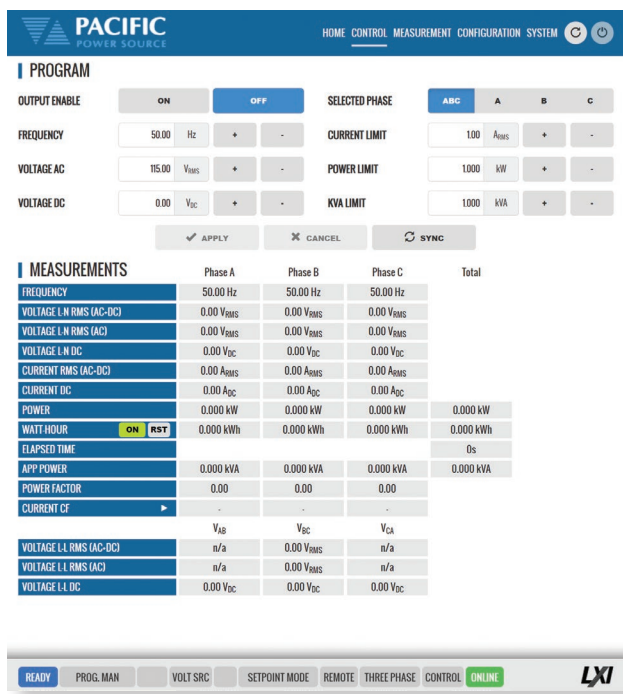 PACIFIC
POWER SOURCE
HOME CONTROL MEASUREMENT CONFIGURATION SYSTEM
PROGRAM
OUTPUT ENABLE ON OFF SELECTED PHASE ABC A B C
FREQUENCY 50.00 Hz + - CURRENT LIMIT 1.00 ARMS + -
VOLTAGE AC 115.00 VRMS + - POWER LIMIT 1.000 kW + -
VOLTAGE DC 0.00 VDC + - KVA LIMIT 1.000 kVA + -
APPLY CANCEL SYNC
MEASUREMENTS Phase A Phase B Phase C Total
FREQUENCY 50.00 Hz 50.00 Hz 50.00 Hz
VOLTAGE L-N RMS (AC-DC) 0.00 VRMS 0.00 VRMS 0.00 VRMS
VOLTAGE L-N RMS (AC) 0.00 VRMS 0.00 VRMS 0.00 VRMS
VOLTAGE L-N DC 0.00 VDC 0.00 VDC 0.00 VDC
CURRENT RMS (AC-DC) 0.00 ARMS 0.00 ARMS 0.00 ARMS
CURRENT DC 0.00 ADC 0.00 ADC 0.00 ADC
POWER 0.000 kW 0.000 kW 0.000 kW 0.000 kW
WATT-HOUR ON RST 0.000 kWh 0.000 kWh 0.000 kWh 0.000 kWh
ELAPSED TIME 0s
APP POWER 0.000 kVA 0.000 kVA 0.000 kVA 0.000 kVA
POWER FACTOR 0.00 0.00 0.00
CURRENT CF - - -
VAB VBC VCA
VOLTAGE L-L RMS (AC-DC) n/a 0.00 VRMS n/a
VOLTAGE L-L RMS (AC) n/a 0.00 VRMS n/a
VOLTAGE L-L DC 0.00 VDC 0.00 VDC 0.00 VDC
READY PROG. MAN VOLT SRC SETPOINT MODE REMOTE THREE PHASE CONTROL ONLINE LXI